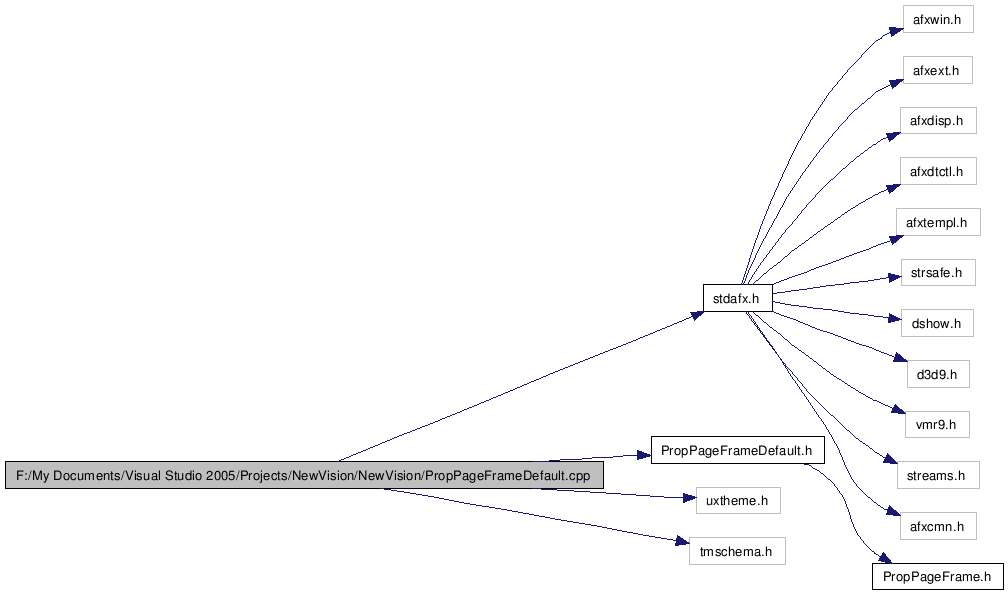 afxwin.h
afxext.h
afxdisp.h
afxdtctl.h
afxtempl.h
strsafe.h
stdafx.h
dshow.h
d3d9.h
vmr9.h
PropPageFrameDefault.h
F:/My Documents/Visual Studio 2005/Projects/NewVision/NewVision/PropPageFrameDefault.cpp
streams.h
uxtheme.h
afxcmn.h
tmschema.h
PropPageFrame.h